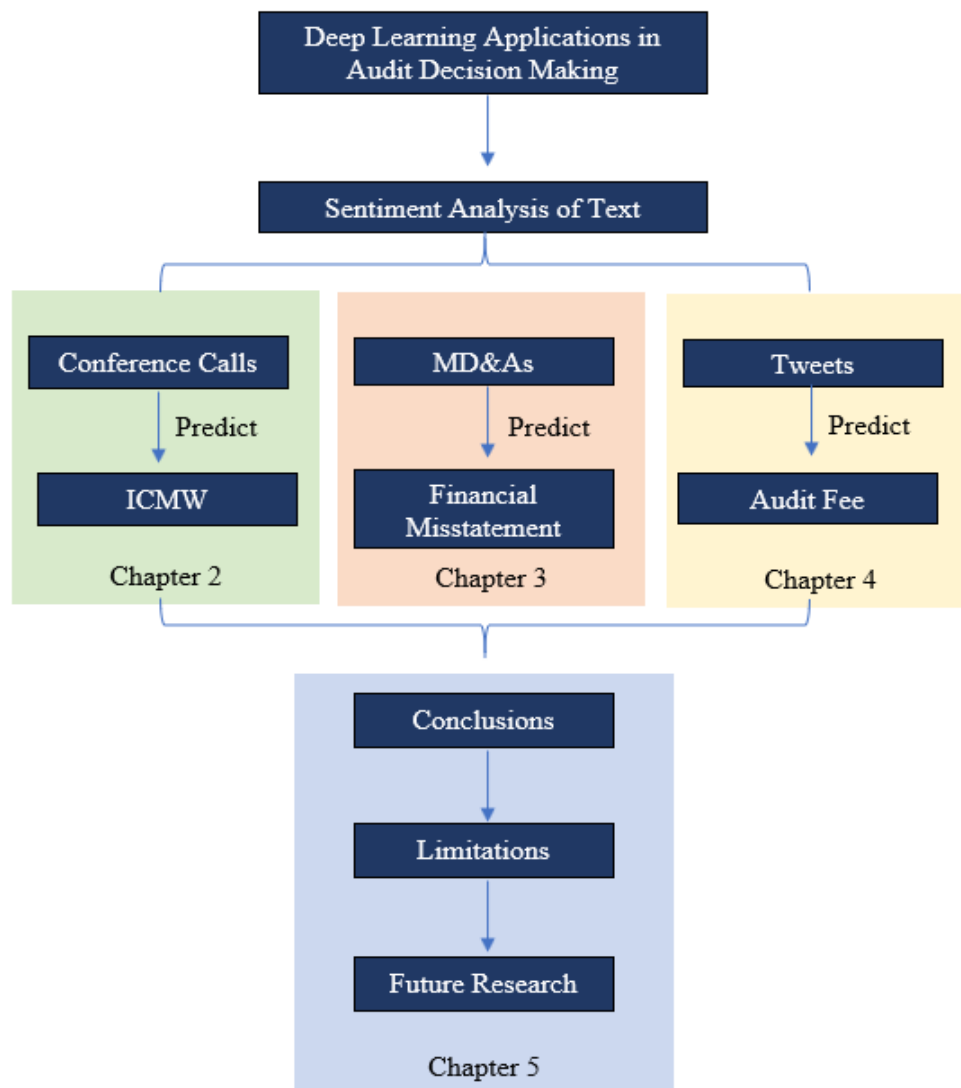 Deep Learning Applications in
Audit Decision Making
Sentiment Analysis of Text
Conference Calls
Predict
ICMW
Chapter 2
MD&As
Predict
Financial
Misstatement
Chapter 3
Tweets
Predict
Audit Fee
Chapter 4
Conclusions
Limitations
Future Research
Chapter 5